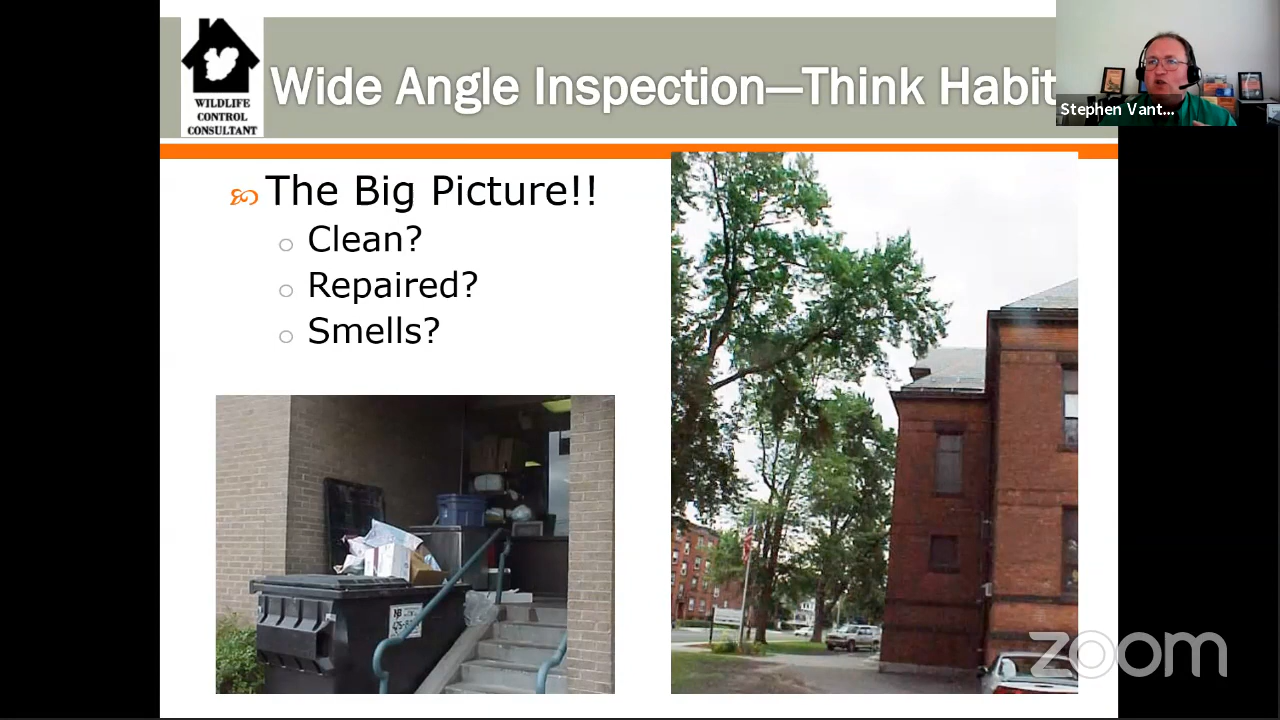 WILDLIFE
CONTROL
CONSULTANT
Wide Angle Inspection—Think Habit
Stephen Vant...
The Big Picture!!
Clean?
Repaired?
Smells?
zoom